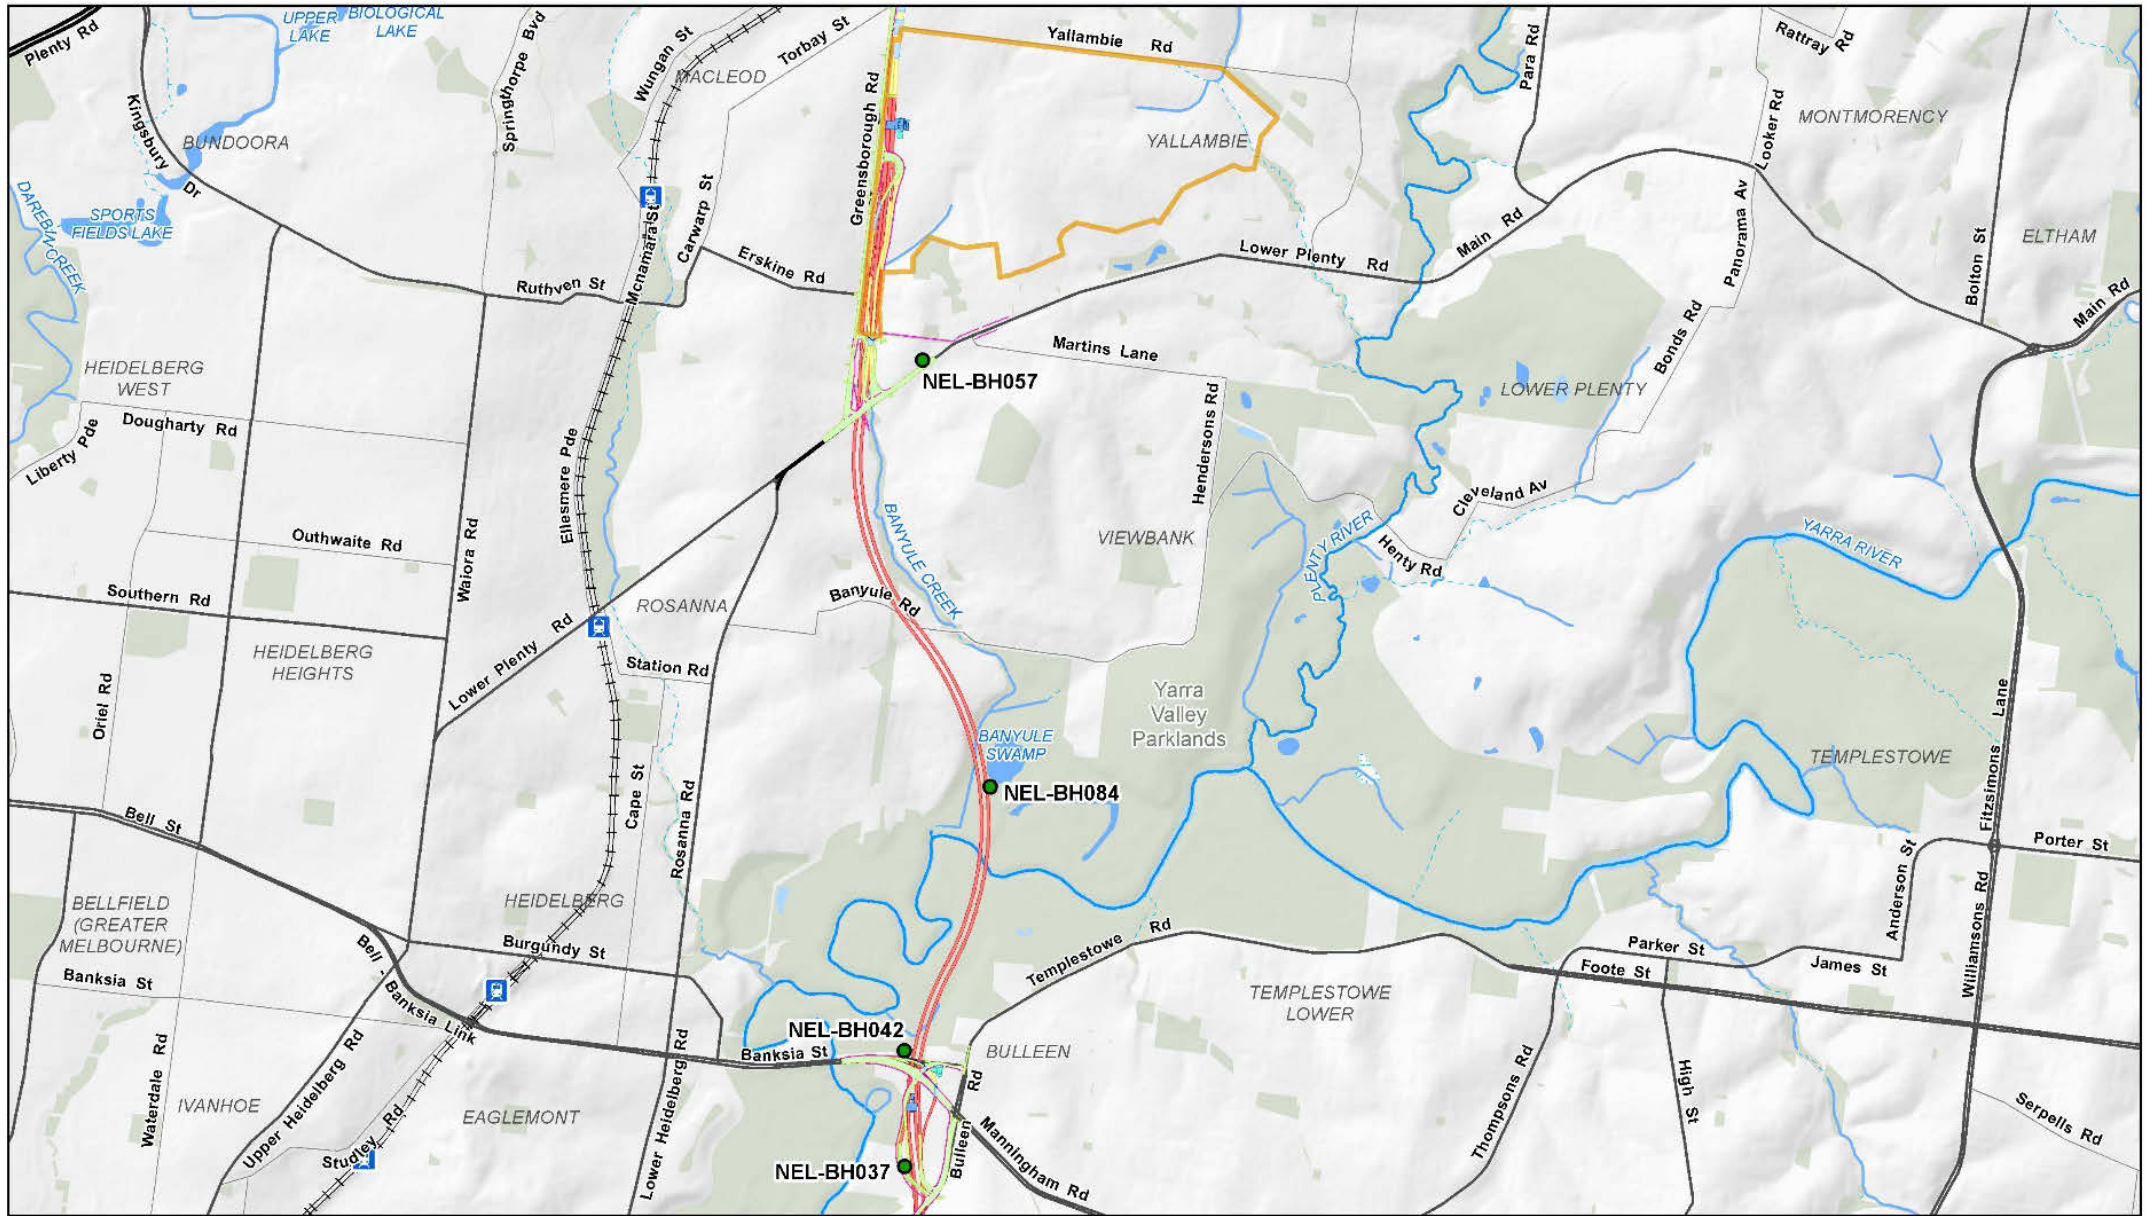 UPPER
LAKE
BIOLOGICAL
LAKE
Plenty Rd
Springthorpe Bvd
Wungan St
Torbay St
MACLEOD
Yallambie Rd
Para Rd
Rattray Rd
Kingsbury Dr
BUNDOORA
Greensborough Rd
YALLAMBIE
Looker Rd
MONTMORENCY
DAREBIN CREEK
SPORTS
FIELDS LAKE
Mcnamara St
Carwarp St
Erskine Rd
Lower Plenty Rd
Main Rd
Panorama Av
Bolton St
ELTHAM
Main Rd
Ruthven St
HEIDELBERG
WEST
Martins Lane
NEL-BH057
Bonds Rd
LOWER PLENTY
Dougharty Rd
Liberty Pde
Ellesmere Pde
Hendersons Rd
Cleveland Av
Outhwaite Rd
Waiora Rd
BANYULE CREEK
VIEWBANK
PLENTY RIVER
Henty Rd
YARRA RIVER
Southern Rd
ROSANNA
Banyule Rd
HEIDELBERG
HEIGHTS
Lower Plenty Rd
Station Rd
Oriel Rd
Yarra
Valley
Parklands
BANYULE
SWAMP
NEL-BH084
TEMPLESTOWE
Fitzsimons Lane
Bell St
Cape St
Rosanna Rd
Porter St
Anderson St
BELLFIELD
(GREATER
MELBOURNE)
HEIDELBERG
Burgundy St
Bell - Banksia Link
Banksia St
Templestowe Rd
Parker St
Foote St
James St
Williamsons Rd
TEMPLESTOWE
LOWER
NEL-BH042
Banksia St
BULLEEN
Waterdale Rd
IVANHOE
Upper Heidelberg Rd
Studley Rd
EAGLEMONT
Lower Heidelberg Rd
Bulleen Rd
NEL-BH037
Manningham Rd
Thompsons Rd
High St
Serpells Rd